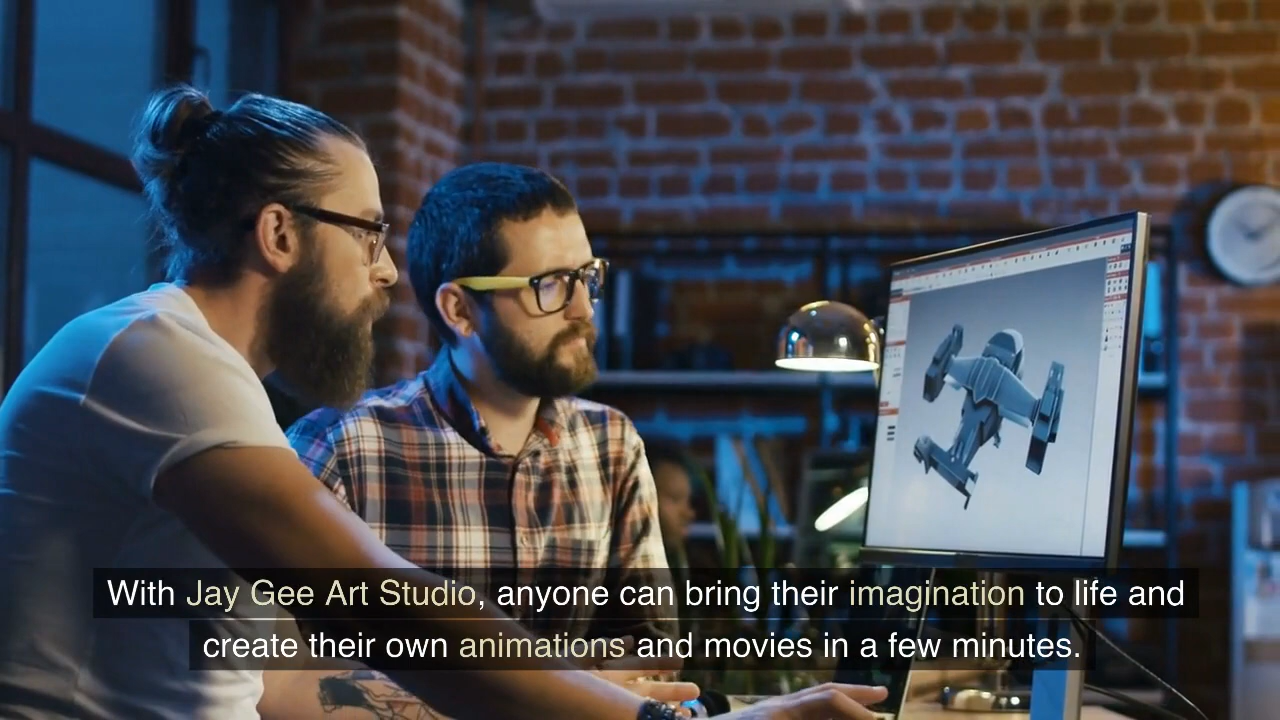 With Jay Gee Art Studio, anyone can bring their imagination to life and
create their own animations and movies in a few minutes.